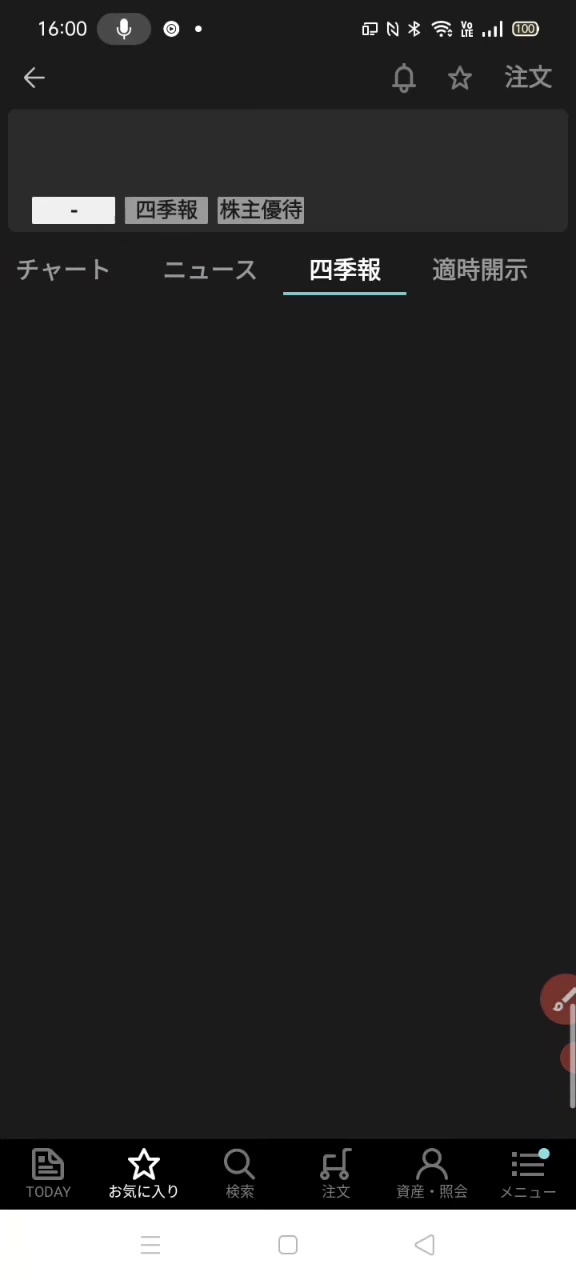 16:00 Vo LTE 100
注文
- 四季報 株主優待
チャート ニュース 四季報 適時開示
TODAY お気に入り 検索 注文 資産・照会 メニュー